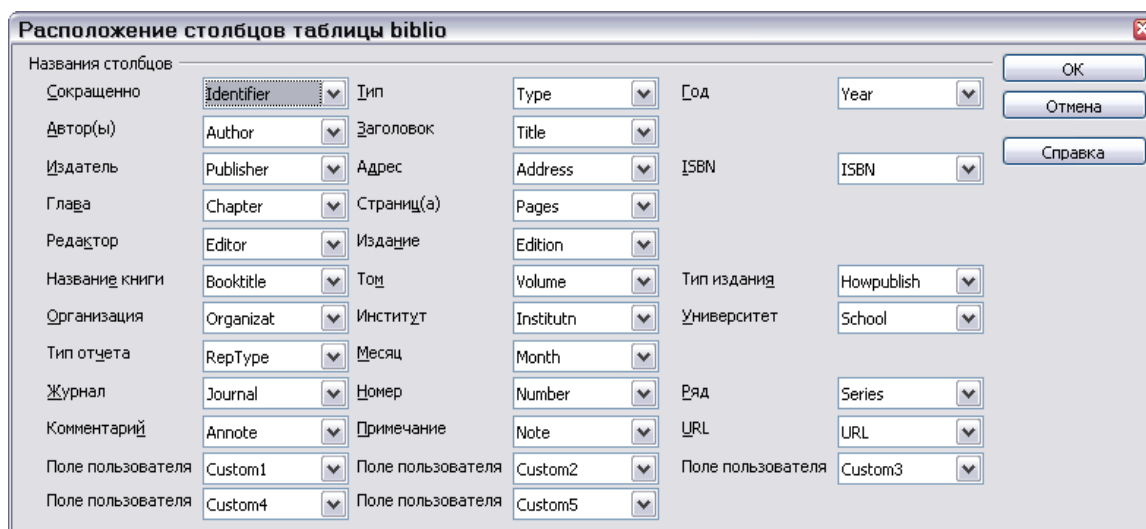 Расположение столбцов таблицы biblio
Названия столбцов
Сокращенно Identifier Тип Type Год Year
Автор(ы) Author Заголовок Title
Издатель Publisher Адрес Address ISBN ISBN
Глава Chapter Страниц(а) Pages
Редактор Editor Издание Edition
Название книги Booktitle Том Volume Тип издания Howpublish
Организация Organizat Институт Institutn Университет School
Тип отчета RepType Месяц Month
Журнал Journal Номер Number Ряд Series
Комментарий Annote Примечание Note URL URL
Поле пользователя Custom1 Поле пользователя Custom2 Поле пользователя Custom3
Поле пользователя Custom4 Поле пользователя Custom5
ОК
Отмена
Справка